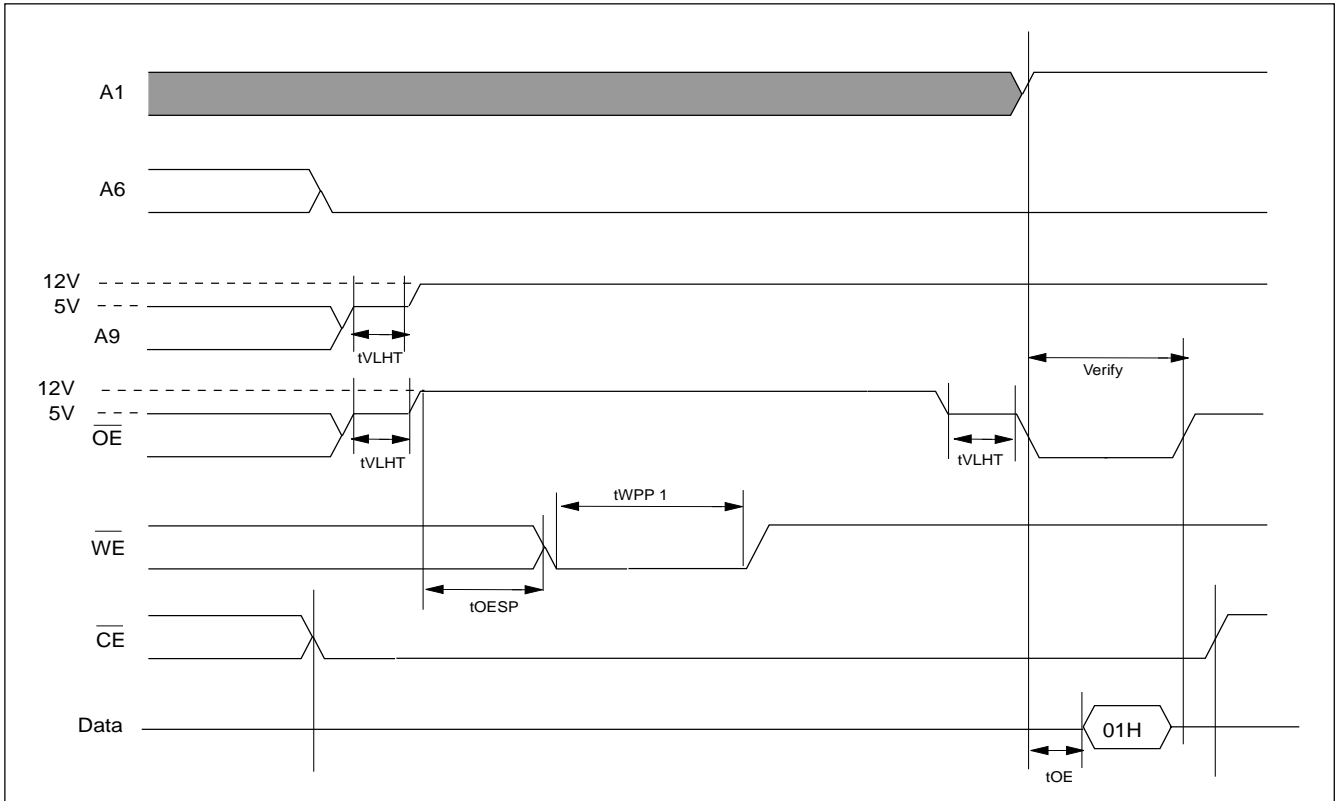 A1
A6
12V
5V
A9
tVLHT
12V
Verify
5V
OE
tVLHT
tVLHT
tWPP 1
WE
tOESP
CE
Data
01H
tOE